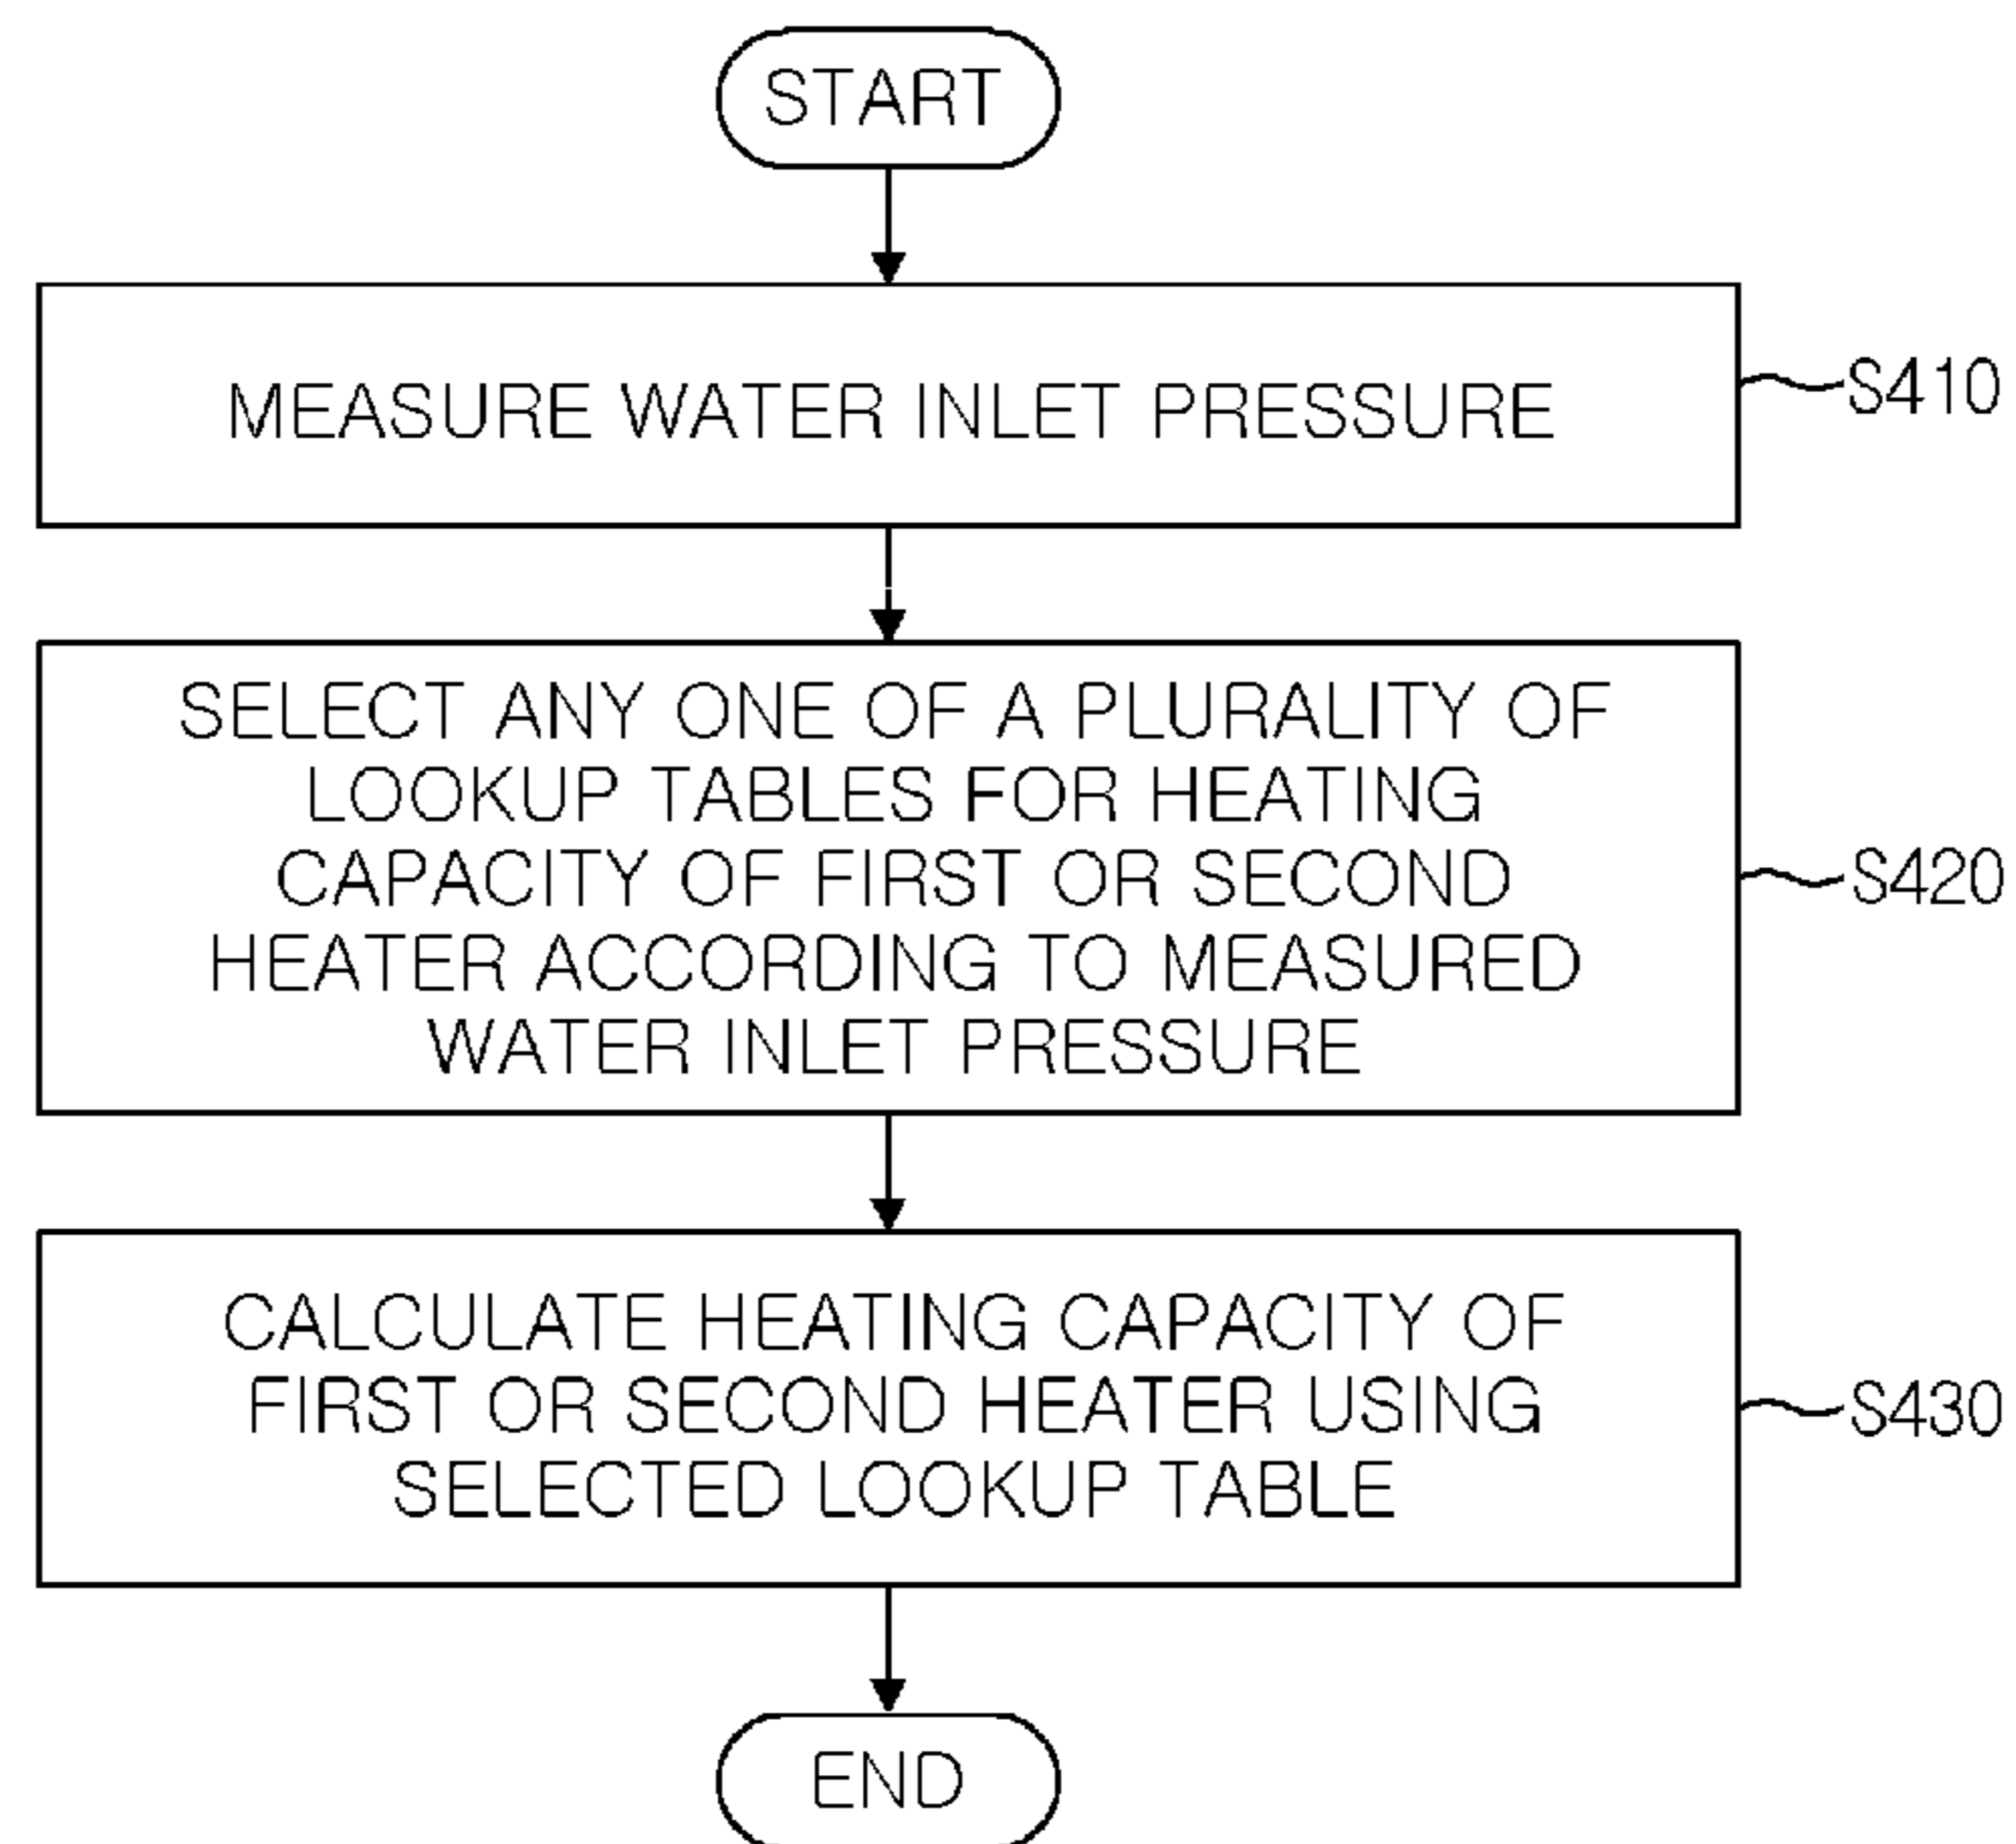 START
MEASURE WATER INLET PRESSURE
S410
SELECT ANY ONE OF A PLURALITY OF
LOOKUP TABLES FOR HEATING
CAPACITY OF FIRST OR SECOND
HEATER ACCORDING TO MEASURED
WATER INLET PRESSURE
S420
CALCULATE HEATING CAPACITY OF
FIRST OR SECOND HEATER USING
SELECTED LOOKUP TABLE
S430
END